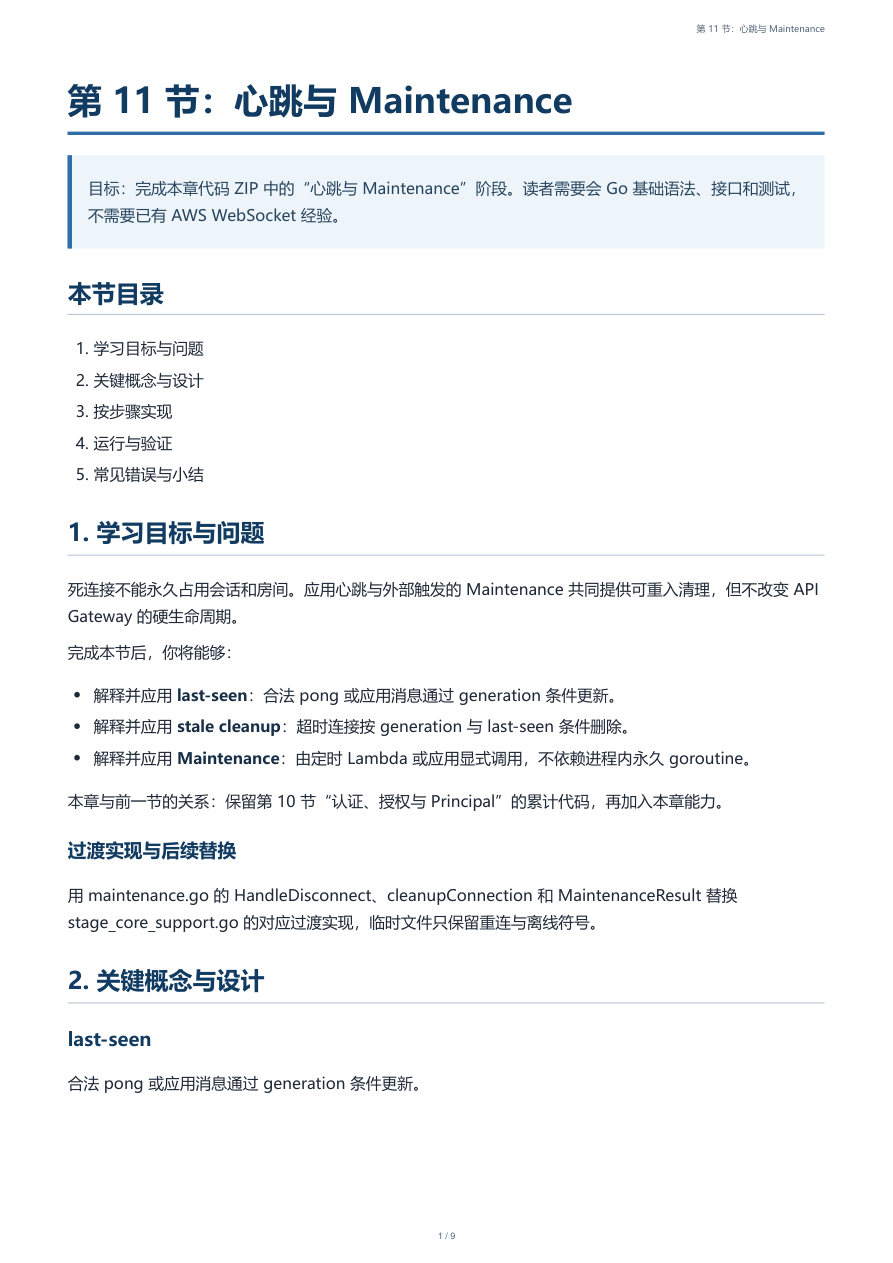 第 11 节：心跳与 Maintenance
第 11 节：心跳与 Maintenance
目标：完成本章代码 ZIP 中的“心跳与 Maintenance”阶段。读者需要会 Go 基础语法、接口和测试，
不需要已有 AWS WebSocket 经验。
本节目录
1. 学习目标与问题
2. 关键概念与设计
3. 按步骤实现
4. 运行与验证
5. 常见错误与小结
1. 学习目标与问题
死连接不能永久占用会话和房间。应用心跳与外部触发的 Maintenance 共同提供可重入清理，但不改变 API
Gateway 的硬生命周期。
完成本节后，你将能够：
• 解释并应用 last-seen：合法 pong 或应用消息通过 generation 条件更新。
• 解释并应用 stale cleanup：超时连接按 generation 与 last-seen 条件删除。
• 解释并应用 Maintenance：由定时 Lambda 或应用显式调用，不依赖进程内永久 goroutine。
本章与前一节的关系：保留第 10 节“认证、授权与 Principal”的累计代码，再加入本章能力。
过渡实现与后续替换
用 maintenance.go 的 HandleDisconnect、cleanupConnection 和 MaintenanceResult 替换
stage_core_support.go 的对应过渡实现，临时文件只保留重连与离线符号。
2. 关键概念与设计
last-seen
合法 pong 或应用消息通过 generation 条件更新。
1 / 9